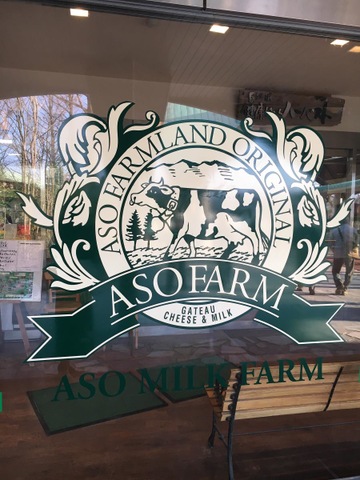 ASO FARMLAND ORIGINAL
ASO FARM
GATEAU
CHEESE & MILK
ASO MILK FARM